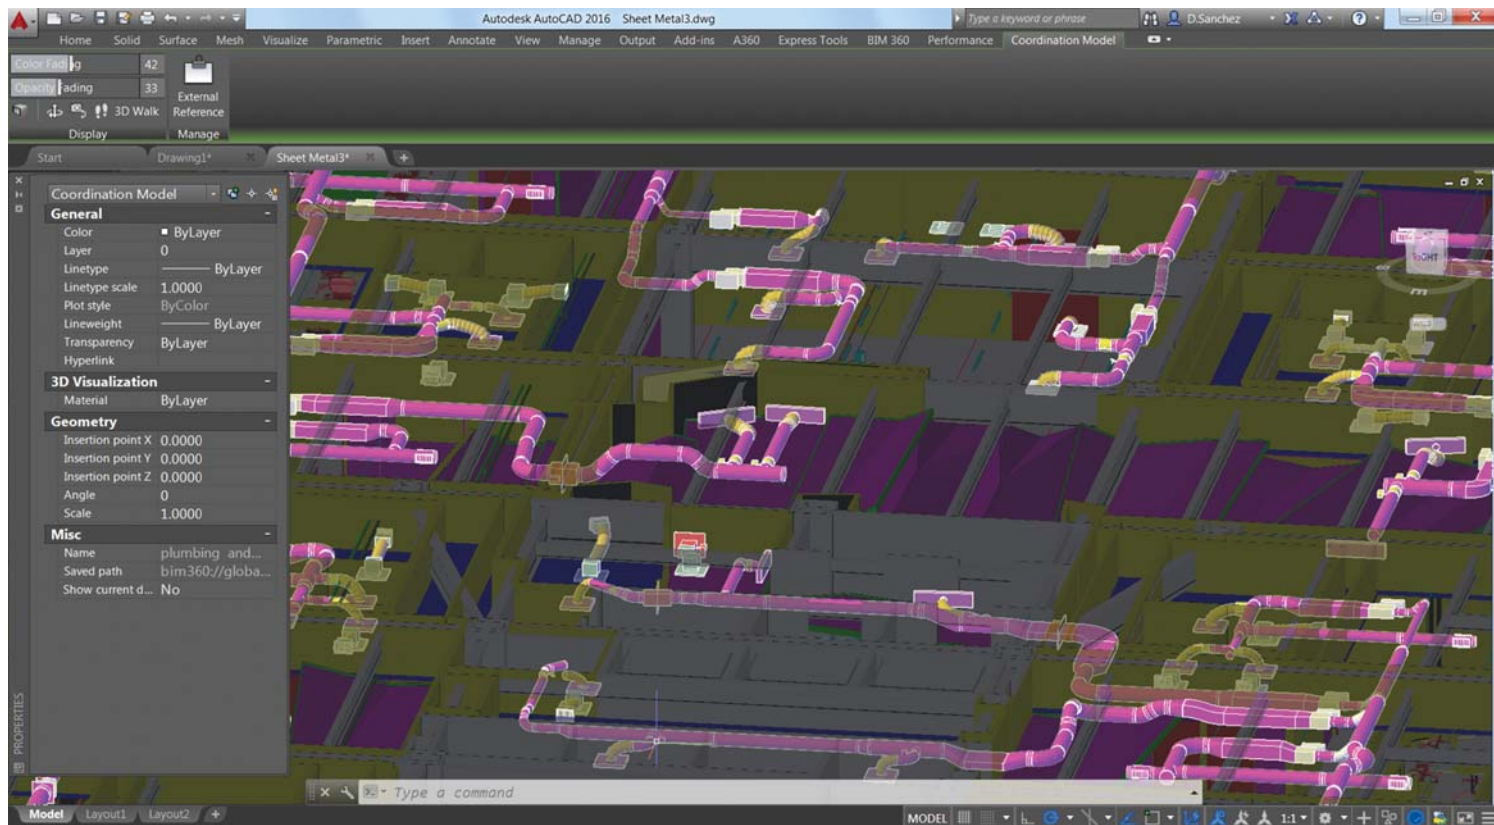 Autodesk AutoCAD 2016 Sheet Metal3.dwg
Type a keyword or phrase
D.Sanchez
Home Solid Surface Mesh Visualize Parametric Insert Annotate View Manage Output Add-ins A360 Express Tools BIM 360 Performance Coordination Model
Color Fading 42
Opacity Fading 33
External
3D Walk Reference
Display Manage
Start Drawing1* Sheet Metal3*
Coordination Model
General
Color ByLayer
Layer 0
Linetype ByLayer
Linetype scale 1.0000
Plot style ByColor
Lineweight ByLayer
Transparency ByLayer
Hyperlink
3D Visualization
Material ByLayer
Geometry
Insertion point X 0.0000
Insertion point Y 0.0000
Insertion point Z 0.0000
Angle 0
Scale 1.0000
Misc
Name plumbing and...
Saved path bim360://globa...
Show current d... No
PROPERTIES
RIGHT
Type a command
Model Layout1 Layout2
MODEL 1:1